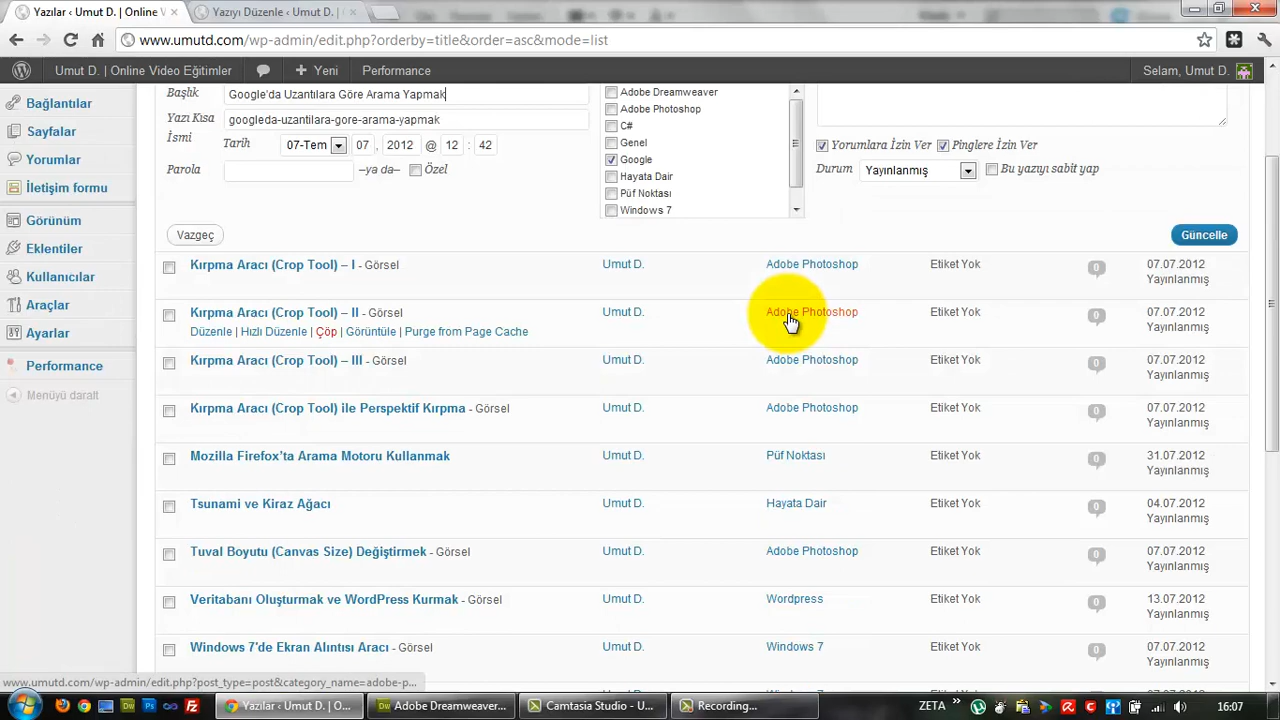 Yazılar ‹ Umut D. | Online V
Yazıyı Düzenle ‹ Umut D. |
www.umutd.com/wp-admin/edit.php?orderby=title&order=asc&mode=list
Umut D. | Online Video Eğitimler
Yeni
Performance
Selam, Umut D.
Bağlantılar
Sayfalar
Yorumlar
İletişim formu
Görünüm
Eklentiler
Kullanıcılar
Araçlar
Ayarlar
Performance
Menüyü daralt
Başlık
Google'da Uzantılara Göre Arama Yapmak
Yazı Kısa İsmi
googleda-uzantilara-gore-arama-yapmak
Tarih 07-Tem 07, 2012 @ 12 : 42
Parola –ya da– Özel
Adobe Dreamweaver
Adobe Photoshop
C#
Genel
Google
Hayata Dair
Püf Noktası
Windows 7
Yorumlara İzin Ver Pinglere İzin Ver
Durum Yayınlanmış Bu yazıyı sabit yap
Vazgeç
Güncelle
Kırpma Aracı (Crop Tool) – I - Görsel Umut D. Adobe Photoshop Etiket Yok 0 07.07.2012
Yayınlanmış
Kırpma Aracı (Crop Tool) – II - Görsel Umut D. Adobe Photoshop Etiket Yok 0 07.07.2012
Düzenle | Hızlı Düzenle | Çöp | Görüntüle | Purge from Page Cache Yayınlanmış
Kırpma Aracı (Crop Tool) – III - Görsel Umut D. Adobe Photoshop Etiket Yok 0 07.07.2012
Yayınlanmış
Kırpma Aracı (Crop Tool) ile Perspektif Kırpma - Görsel Umut D. Adobe Photoshop Etiket Yok 0 07.07.2012
Yayınlanmış
Mozilla Firefox'ta Arama Motoru Kullanmak Umut D. Püf Noktası Etiket Yok 0 31.07.2012
Yayınlanmış
Tsunami ve Kiraz Ağacı Umut D. Hayata Dair Etiket Yok 0 04.07.2012
Yayınlanmış
Tuval Boyutu (Canvas Size) Değiştirmek - Görsel Umut D. Adobe Photoshop Etiket Yok 0 07.07.2012
Yayınlanmış
Veritabanı Oluşturmak ve WordPress Kurmak - Görsel Umut D. Wordpress Etiket Yok 0 13.07.2012
Yayınlanmış
Windows 7'de Ekran Alıntısı Aracı - Görsel Umut D. Windows 7 Etiket Yok 0 07.07.2012
Yayınlanmış
www.umutd.com/wp-admin/edit.php?post_type=post&category_name=adobe-p...
Yazılar ‹ Umut D. | O...
Adobe Dreamweaver...
Camtasia Studio - U...
Recording...
ZETA
16:07